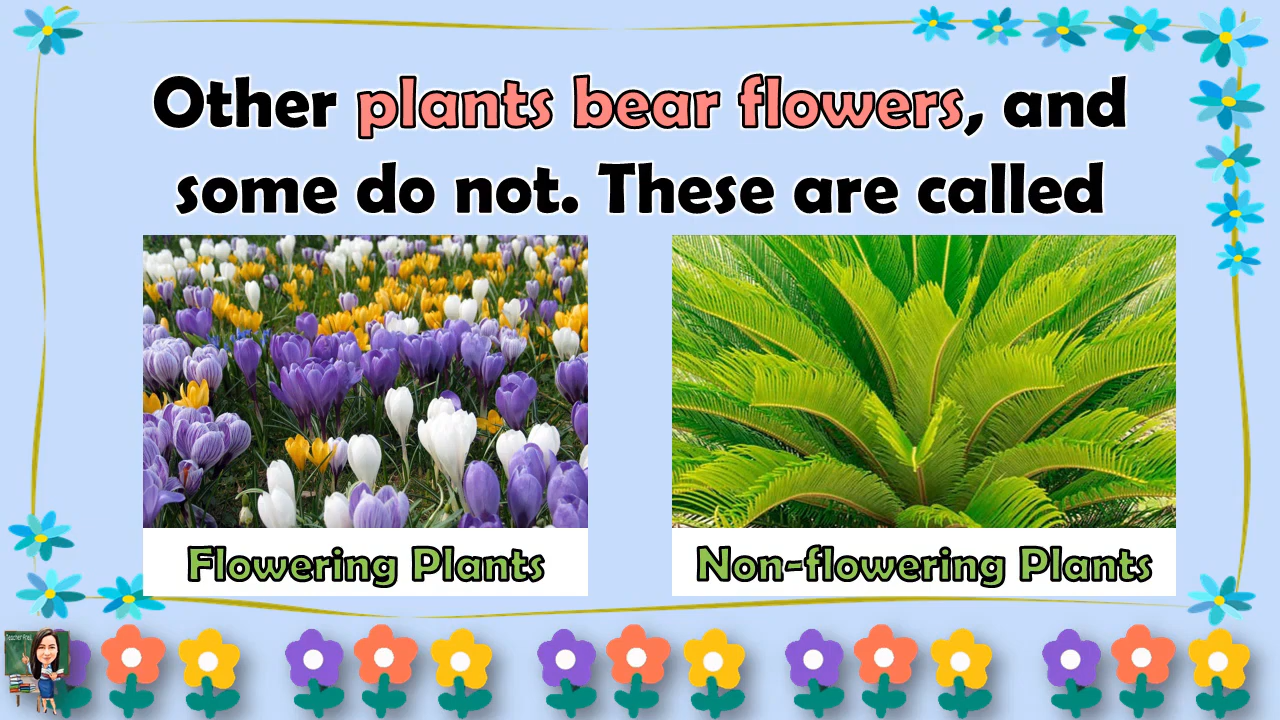 Other plants bear flowers, and
some do not. These are called
Flowering Plants
Non-flowering Plants